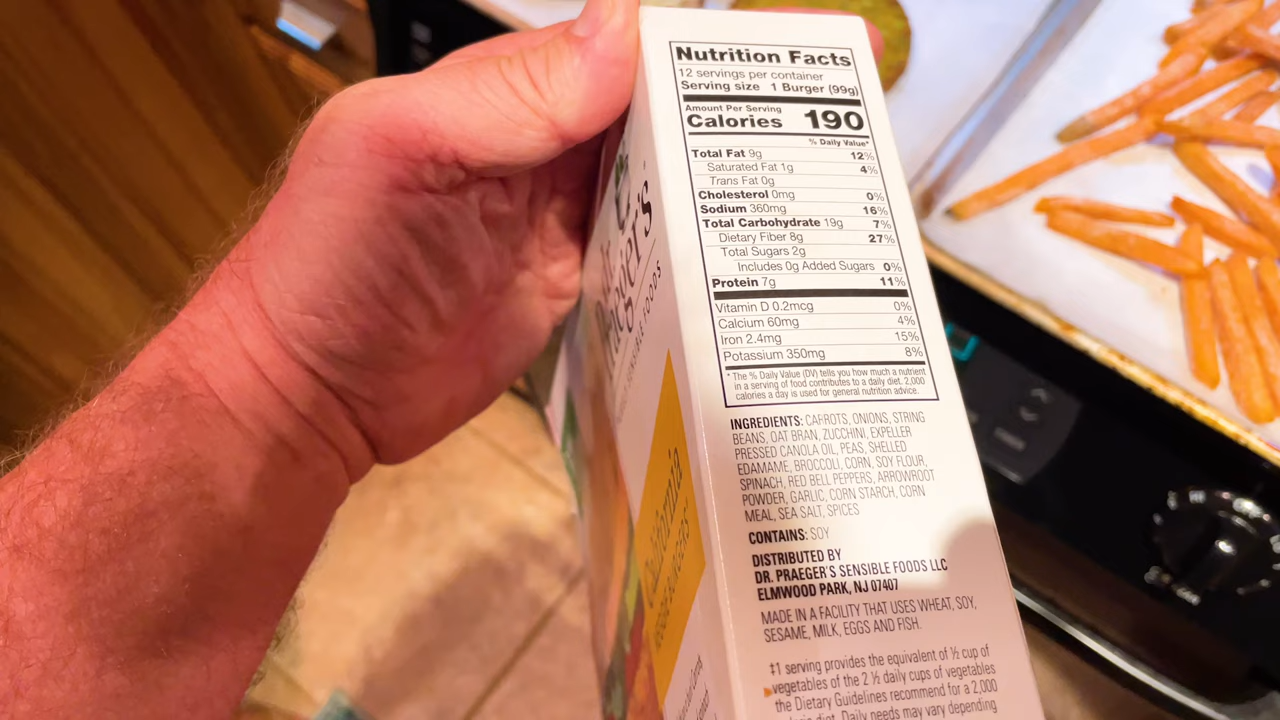 Nutrition Facts
12 servings per container
Serving size 1 Burger (99g)
Amount Per Serving
Calories 190
% Daily Value*
Total Fat 9g 12%
Saturated Fat 1g 4%
Trans Fat 0g
Cholesterol 0mg 0%
Sodium 360mg 16%
Total Carbohydrate 19g 7%
Dietary Fiber 8g 27%
Total Sugars 2g
Includes 0g Added Sugars 0%
Protein 7g 11%
Vitamin D 0.2mcg 0%
Calcium 60mg 4%
Iron 2.4mg 15%
Potassium 350mg 8%
* The % Daily Value (DV) tells you how much a nutrient
in a serving of food contributes to a daily diet. 2,000
calories a day is used for general nutrition advice.
INGREDIENTS: CARROTS, ONIONS, STRING
BEANS, OAT BRAN, ZUCCHINI, EXPELLER
PRESSED CANOLA OIL, PEAS, SHELLED
EDAMAME, BROCCOLI, CORN, SOY FLOUR,
SPINACH, RED BELL PEPPERS, ARROWROOT
POWDER, GARLIC, CORN STARCH, CORN
MEAL, SEA SALT, SPICES
CONTAINS: SOY
DISTRIBUTED BY
DR. PRAEGER'S SENSIBLE FOODS LLC
ELMWOOD PARK, NJ 07407
MADE IN A FACILITY THAT USES WHEAT, SOY,
SESAME, MILK, EGGS AND FISH.
‡1 serving provides the equivalent of ½ cup of
vegetables of the 2 ½ daily cups of vegetables
the Dietary Guidelines recommend for a 2,000
diet. Daily needs may vary depending
California